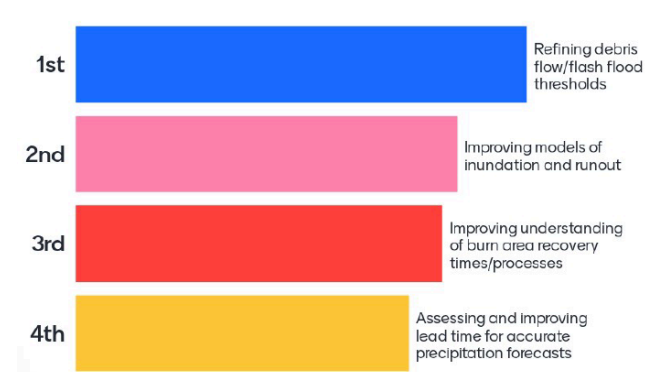 1st
Refining debris
flow/flash flood
thresholds
2nd
Improving models of
inundation and runout
3rd
Improving understanding
of burn area recovery
times/processes
4th
Assessing and improving
lead time for accurate
precipitation forecasts